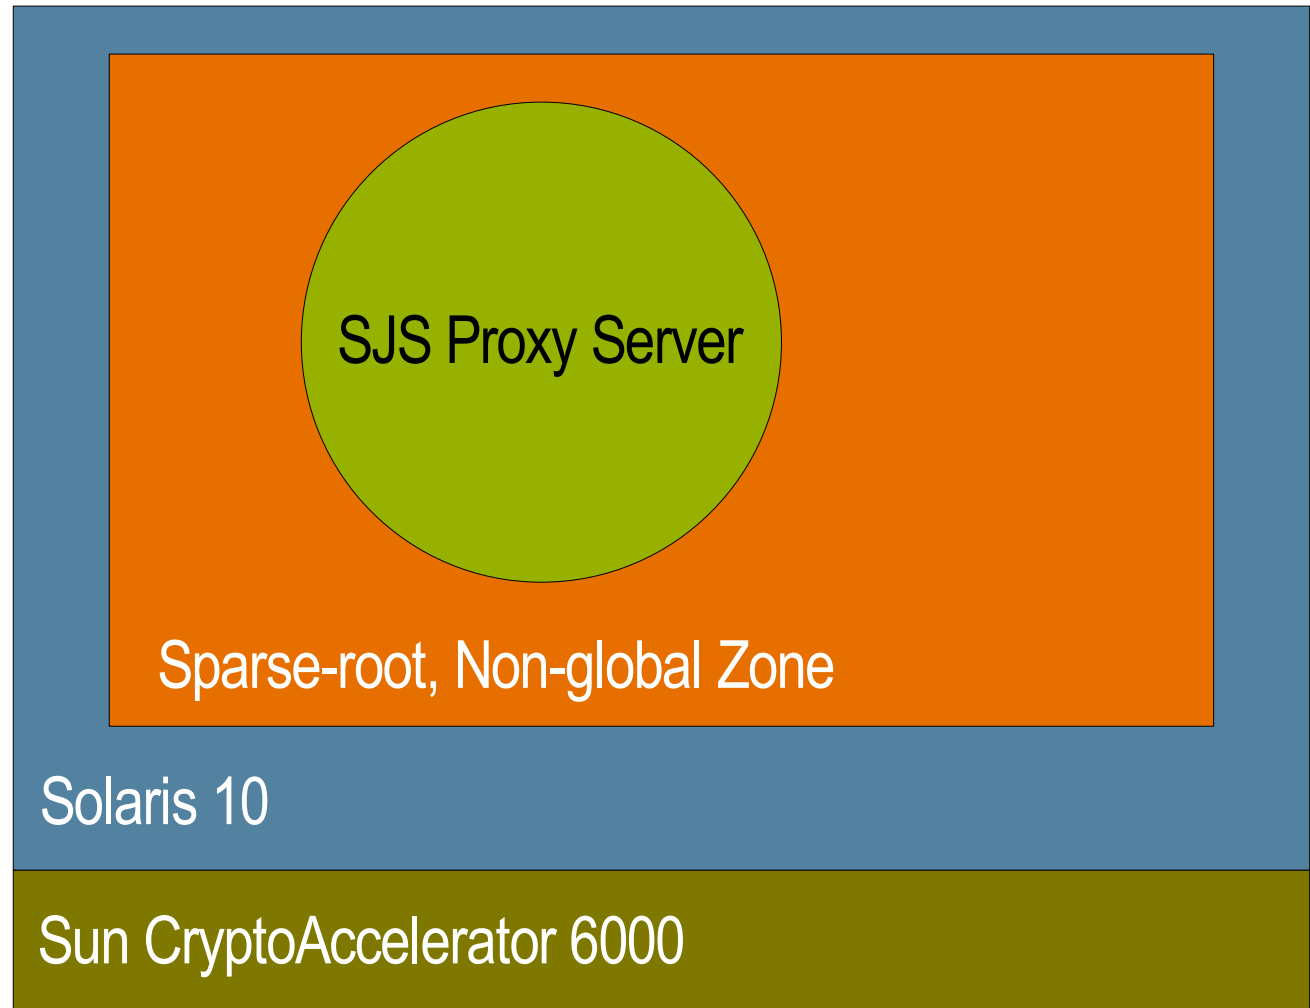 SJS Proxy Server
Sparse-root, Non-global Zone
Solaris 10
Sun CryptoAccelerator 6000